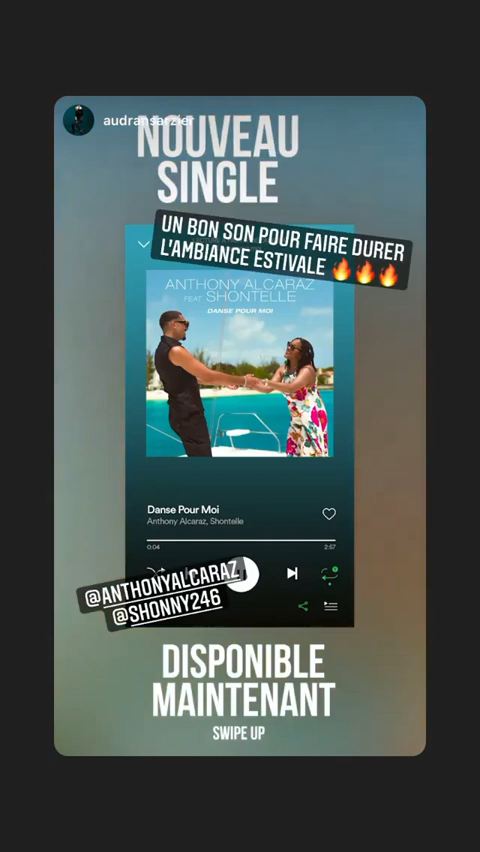 audransarzier
NOUVEAU
SINGLE
UN BON SON POUR FAIRE DURER
L'AMBIANCE ESTIVALE 🔥🔥🔥
ANTHONY ALCARAZ
FEAT SHONTELLE
DANSE POUR MOI
Danse Pour Moi
Anthony Alcaraz, Shontelle
0:04 2:57
@ANTHONYALCARAZ
@SHONNY246
DISPONIBLE
MAINTENANT
SWIPE UP